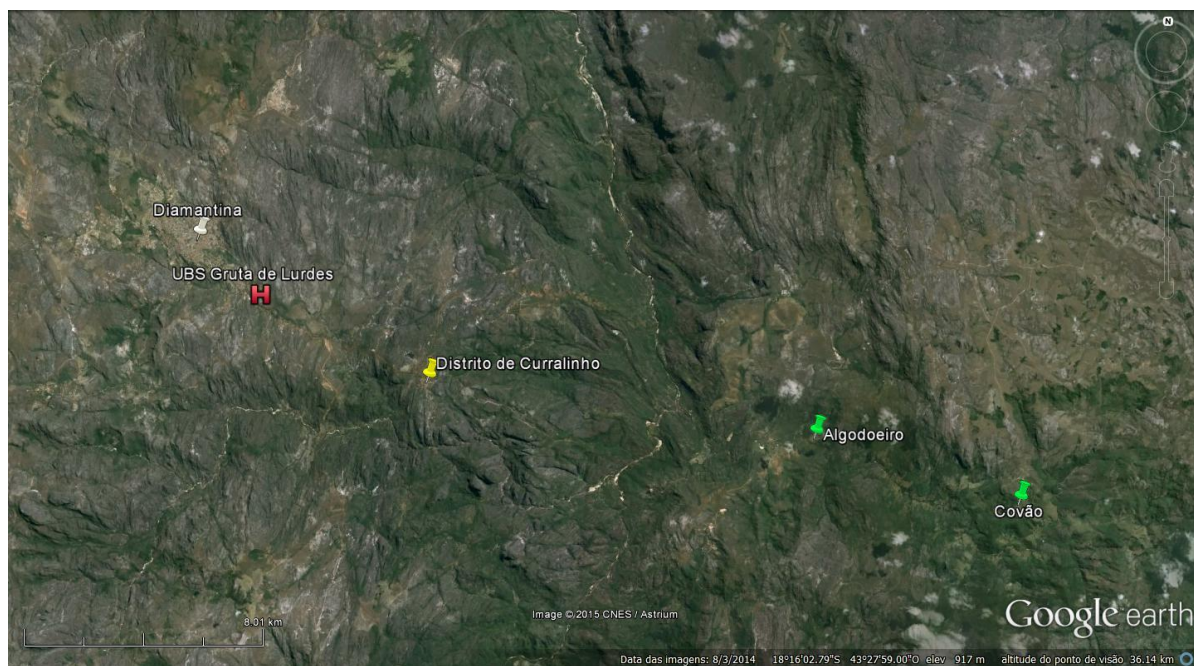 N
Diamantina
UBS Gruta de Lurdes
Distrito de Curralinho
Algodoeiro
Covão
Image © 2015 CNES / Astrium
Google earth
8.01 km
Data das imagens: 8/3/2014 18°16'02.79"S 43°27'59.00"O elev 917 m altitude do ponto de visão 36.14 km